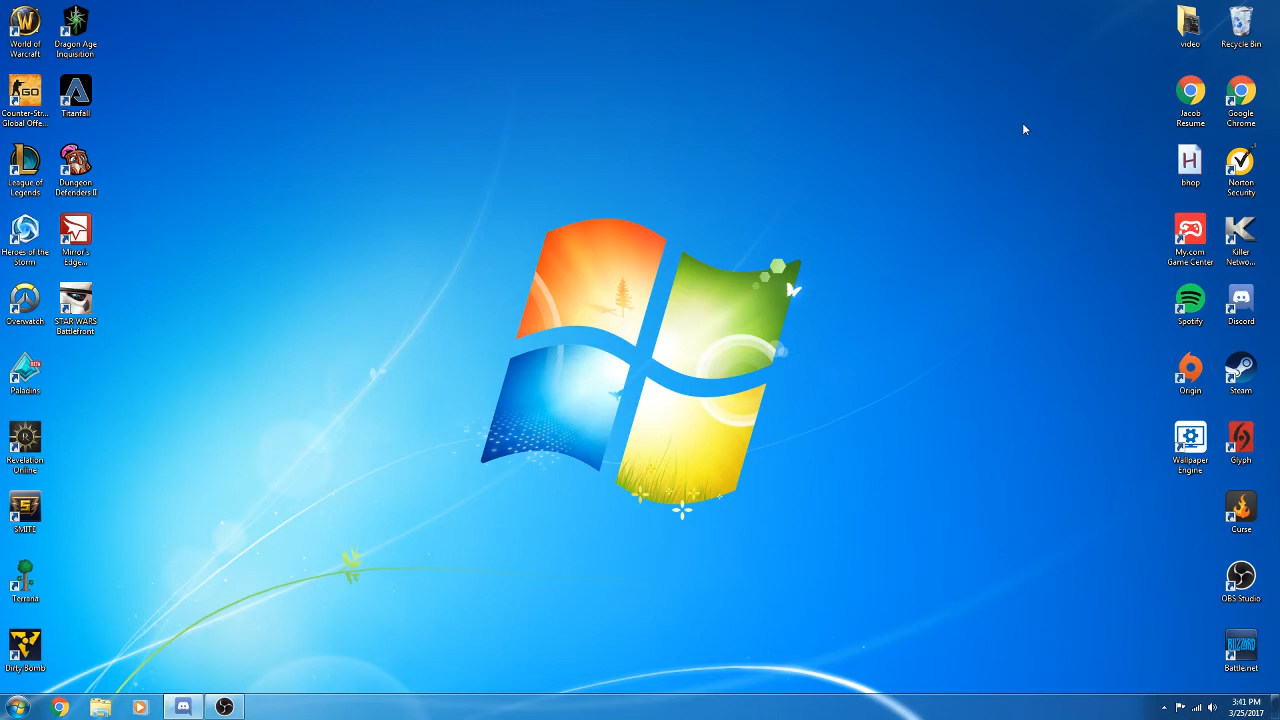 World of
Warcraft
Dragon Age
Inquisition
video
Recycle Bin
GO
Counter-Str...
Global Offe...
Titanfall
Jacob
Resume
Google
Chrome
League of
Legends
Dungeon
Defenders II
H
bhop
Norton
Security
Heroes of the
Storm
Mirror's
Edge...
My.com
Game Center
Killer
Netwo...
Overwatch
STAR WARS
Battlefront
Spotify
Discord
BETA
Paladins
Origin
Steam
Revelation
Online
Wallpaper
Engine
Glyph
SMITE
Curse
Terraria
OBS Studio
Dirty Bomb
BLIZZARD
Battle.net
3:41 PM
3/25/2017